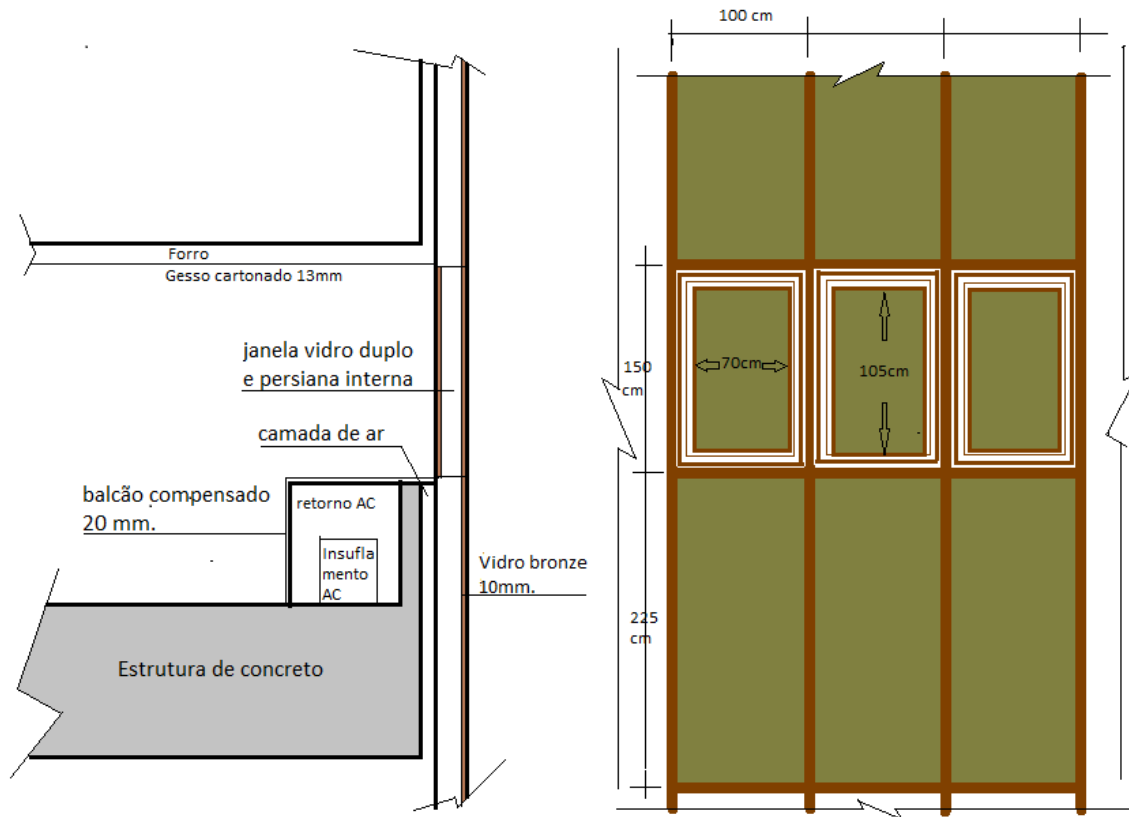 100 cm
Forro
Gesso cartonado 13mm
janela vidro duplo
e persiana interna
camada de ar
balcão compensado
20 mm.
retorno AC
Insufla
mento
AC
Vidro bronze
10mm.
Estrutura de concreto
150
cm
70cm
105cm
225
cm